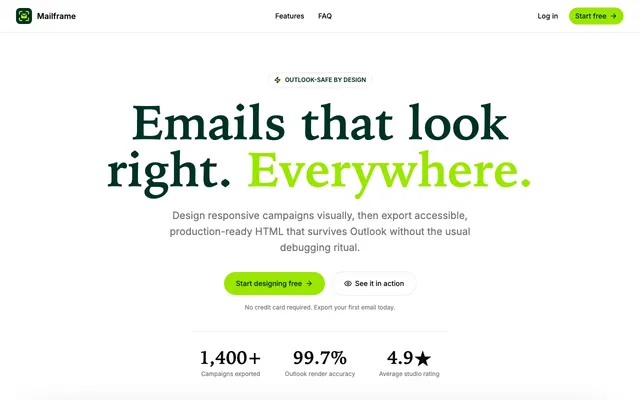 Mailframe
Features
FAQ
Log in
Start free →
OUTLOOK-SAFE BY DESIGN
Emails that look
right. Everywhere.
Design responsive campaigns visually, then export accessible,
production-ready HTML that survives Outlook without the usual
debugging ritual.
Start designing free →
See it in action
No credit card required. Export your first email today.
1,400+
99.7%
4.9★
Campaigns exported
Outlook render accuracy
Average studio rating